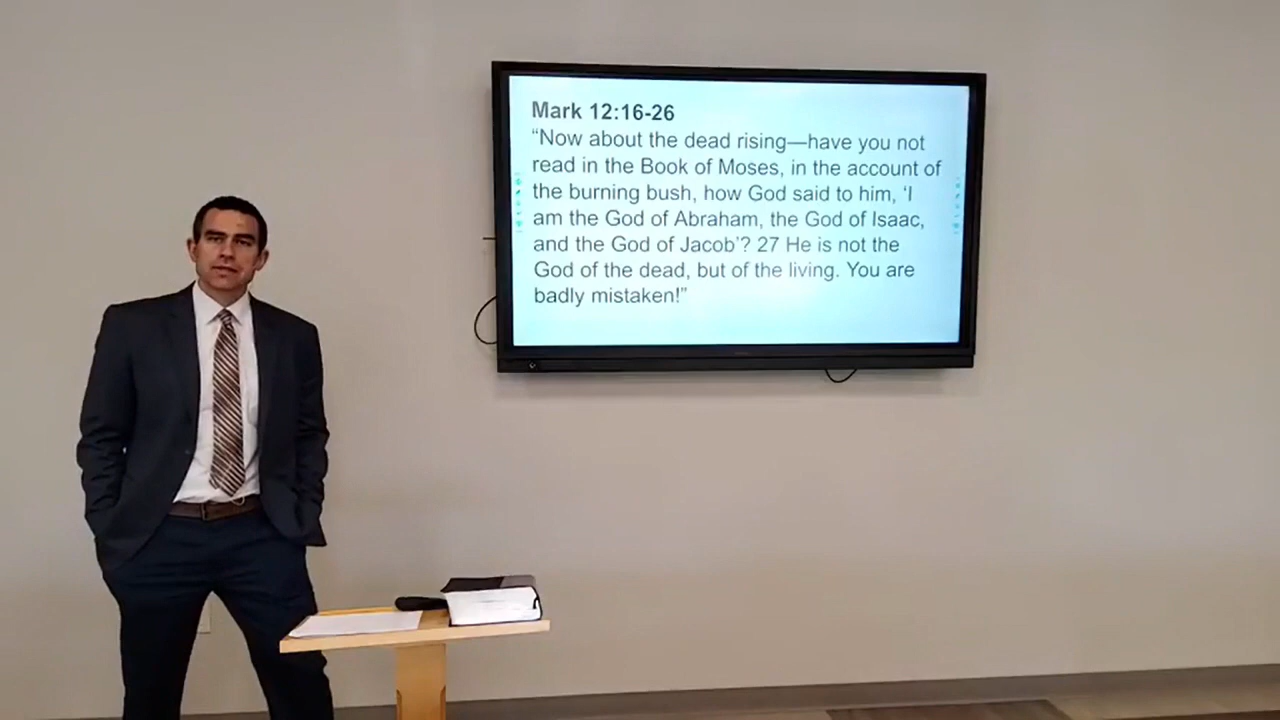 Mark 12:16-26
“Now about the dead rising—have you not
read in the Book of Moses, in the account of
the burning bush, how God said to him, ‘I
am the God of Abraham, the God of Isaac,
and the God of Jacob’? 27 He is not the
God of the dead, but of the living. You are
badly mistaken!”